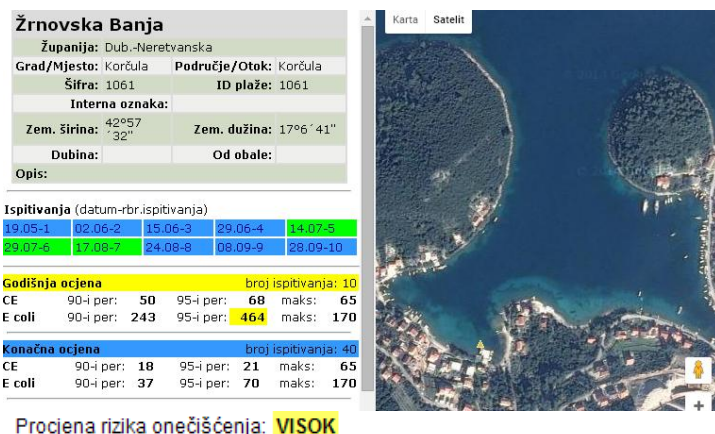 Žrnovska Banja
Županija: Dub.-Neretvanska
Grad/Mjesto: Korčula Područje/Otok: Korčula
Šifra: 1061 ID plaže: 1061
Interna oznaka:
Zem. širina: 42º57´32" Zem. dužina: 17º6´41"
Dubina: Od obale:
Opis:
Ispitivanja (datum-rbr.ispitivanja)
19.05-1 02.06-2 15.06-3 29.06-4 14.07-5
29.07-6 17.08-7 24.08-8 08.09-9 28.09-10
Godišnja ocjena broj ispitivanja: 10
CE 90-i per: 50 95-i per: 68 maks: 65
E coli 90-i per: 243 95-i per: 464 maks: 170
Konačna ocjena broj ispitivanja: 40
CE 90-i per: 18 95-i per: 21 maks: 65
E coli 90-i per: 37 95-i per: 70 maks: 170
Procjena rizika onečišćenja: VISOK
Karta Satelit